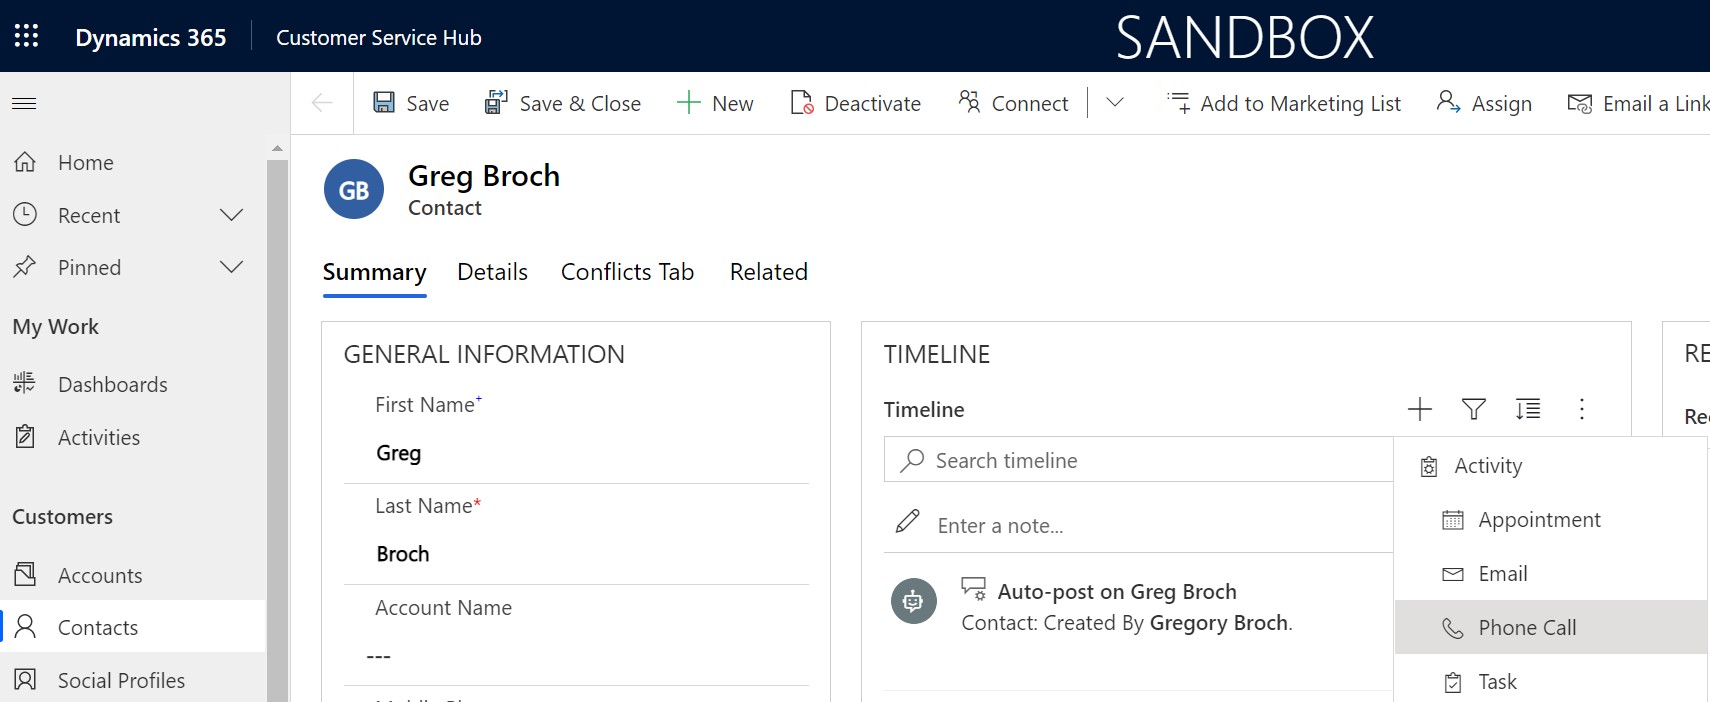 Dynamics 365
Customer Service Hub
SANDBOX
Save
Save & Close
New
Deactivate
Connect
Add to Marketing List
Assign
Email a Link
Home
Recent
Pinned
My Work
Dashboards
Activities
Customers
Accounts
Contacts
Social Profiles
GB
Greg Broch
Contact
Summary
Details
Conflicts Tab
Related
GENERAL INFORMATION
First Name+
Greg
Last Name*
Broch
Account Name
---
TIMELINE
Timeline
Search timeline
Enter a note...
Auto-post on Greg Broch
Contact: Created By Gregory Broch.
Activity
Appointment
Email
Phone Call
Task
RE
Rec